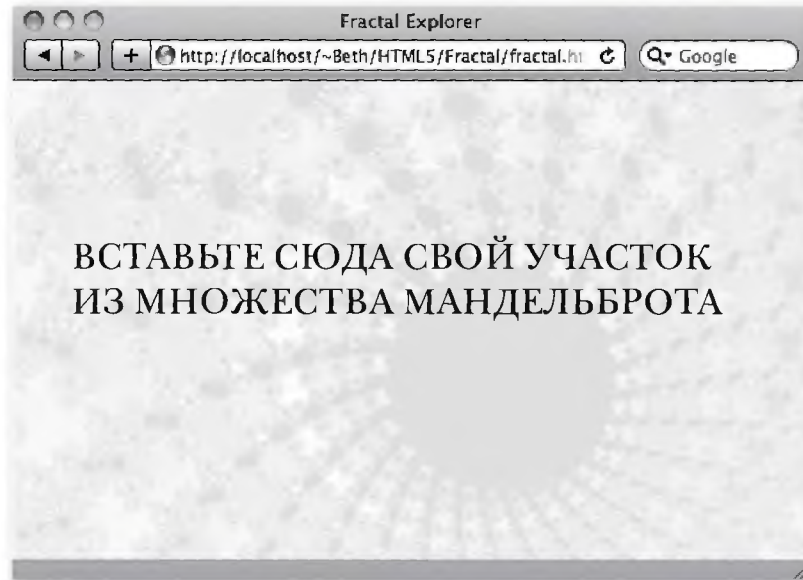 Fractal Explorer
http://localhost/~Beth/HTML5/Fractal/fractal.ht
Google
ВСТАВЬТЕ СЮДА СВОЙ УЧАСТОК
ИЗ МНОЖЕСТВА МАНДЕЛЬБРОТА